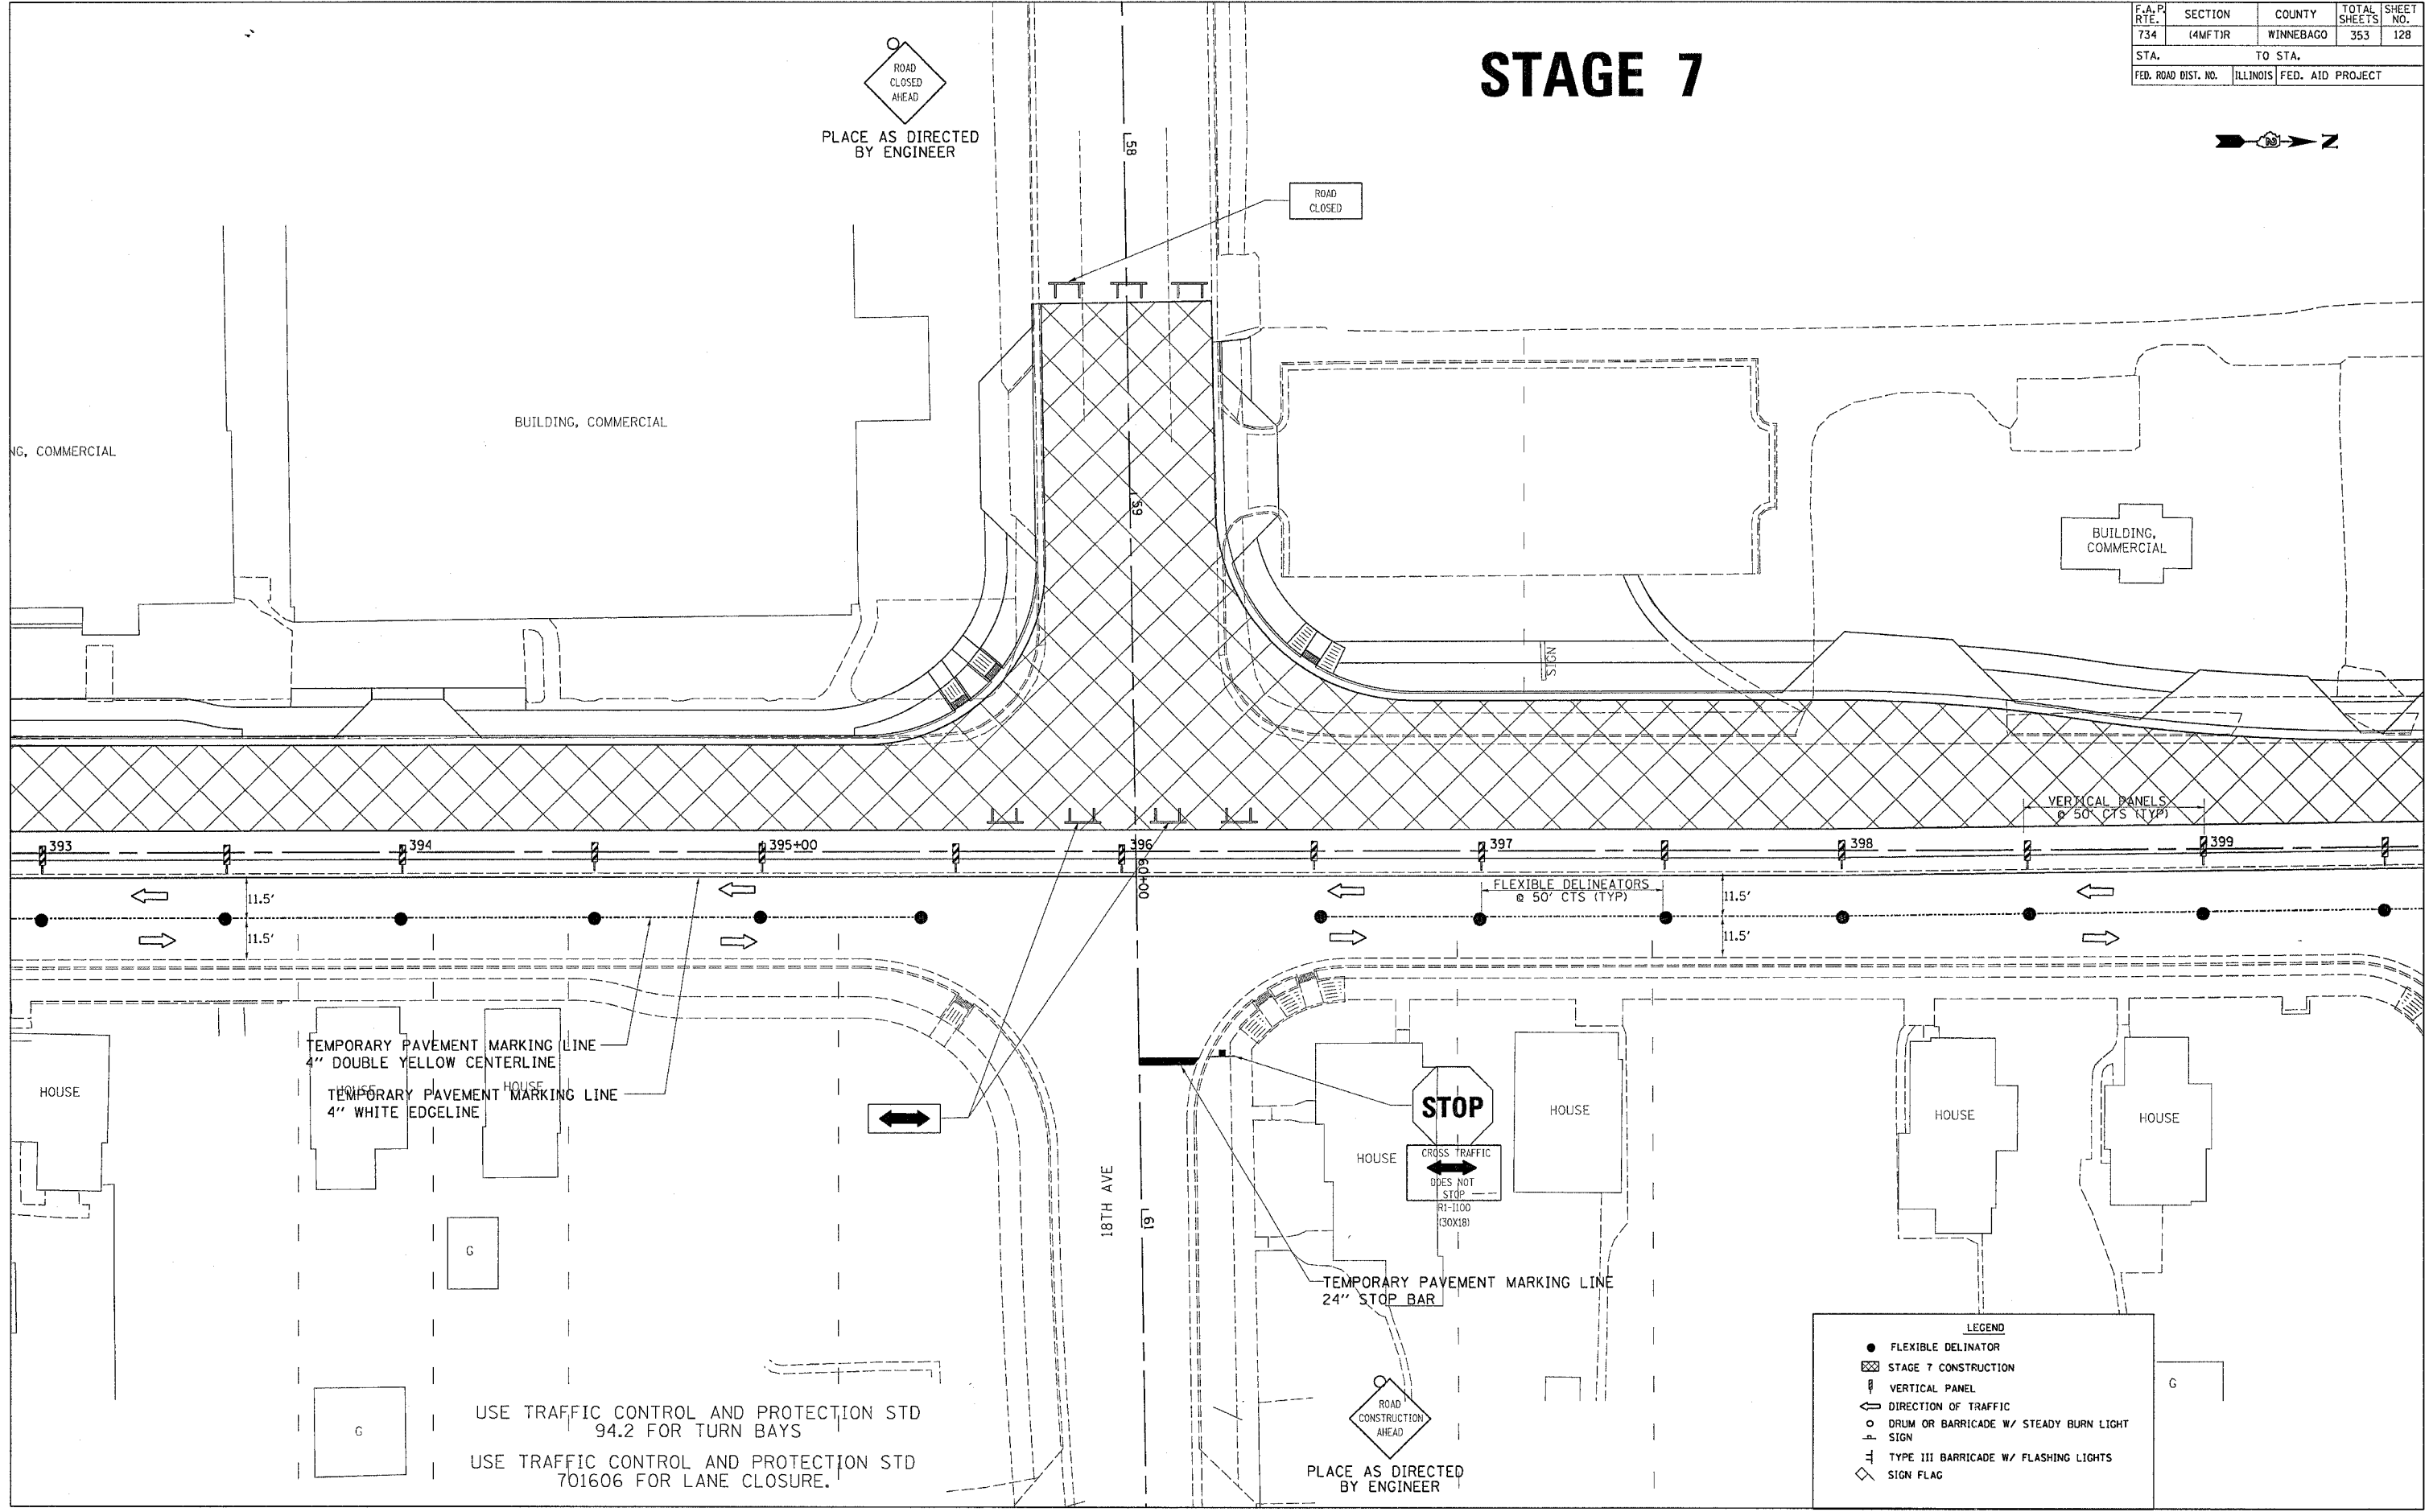 STAGE 7
F.A.P. RTE. SECTION COUNTY TOTAL SHEETS SHEET NO.
734 (4MFT)R WINNEBAGO 353 128
STA. TO STA.
FED. ROAD DIST. NO. ILLINOIS FED. AID PROJECT
N
ROAD
CLOSED
AHEAD
PLACE AS DIRECTED
BY ENGINEER
58
ROAD
CLOSED
BUILDING, COMMERCIAL
NG, COMMERCIAL
59
BUILDING,
COMMERCIAL
SIGN
VERTICAL PANELS
@ 50' CTS (TYP)
393
394
395+00
396
397
398
399
60+00
FLEXIBLE DELINEATORS
@ 50' CTS (TYP)
11.5'
11.5'
11.5'
11.5'
TEMPORARY PAVEMENT MARKING LINE
4" DOUBLE YELLOW CENTERLINE
TEMPORARY PAVEMENT MARKING LINE
4" WHITE EDGELINE
HOUSE
HOUSE
HOUSE
STOP
CROSS TRAFFIC
DOES NOT
STOP
R1-I100
(30X18)
HOUSE
HOUSE
HOUSE
HOUSE
18TH AVE
61
G
G
G
TEMPORARY PAVEMENT MARKING LINE
24" STOP BAR
USE TRAFFIC CONTROL AND PROTECTION STD
94.2 FOR TURN BAYS
USE TRAFFIC CONTROL AND PROTECTION STD
701606 FOR LANE CLOSURE.
ROAD
CONSTRUCTION
AHEAD
PLACE AS DIRECTED
BY ENGINEER
LEGEND
FLEXIBLE DELINATOR
STAGE 7 CONSTRUCTION
VERTICAL PANEL
DIRECTION OF TRAFFIC
DRUM OR BARRICADE W/ STEADY BURN LIGHT
SIGN
TYPE III BARRICADE W/ FLASHING LIGHTS
SIGN FLAG